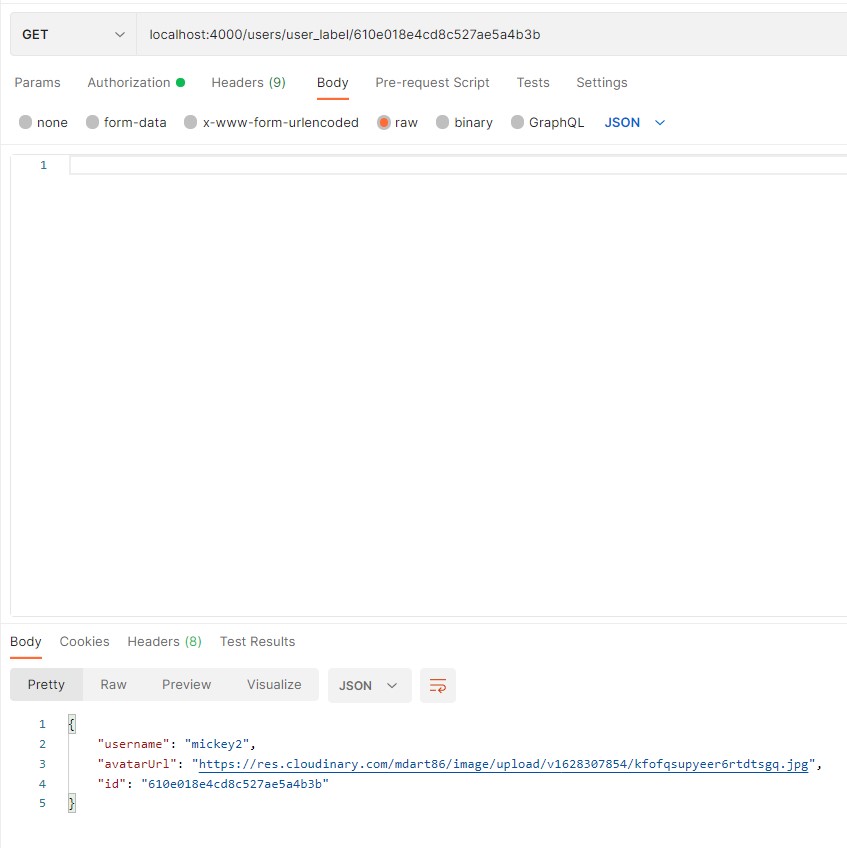 GET localhost:4000/users/user_label/610e018e4cd8c527ae5a4b3b
Params Authorization Headers (9) Body Pre-request Script Tests Settings
none form-data x-www-form-urlencoded raw binary GraphQL JSON
1
Body Cookies Headers (8) Test Results
Pretty Raw Preview Visualize JSON
1 {
2 "username": "mickey2",
3 "avatarUrl": "https://res.cloudinary.com/mdart86/image/upload/v1628307854/kfofqsupyeer6rtdtsgq.jpg",
4 "id": "610e018e4cd8c527ae5a4b3b"
5 }